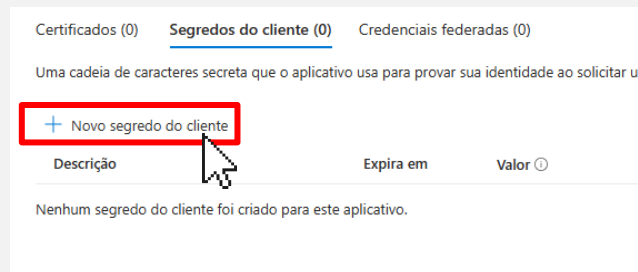 Certificados (0) Segredos do cliente (0) Credenciais federadas (0)
Uma cadeia de caracteres secreta que o aplicativo usa para provar sua identidade ao solicitar
+ Novo segredo do cliente
Descrição Expira em Valor
Nenhum segredo do cliente foi criado para este aplicativo.